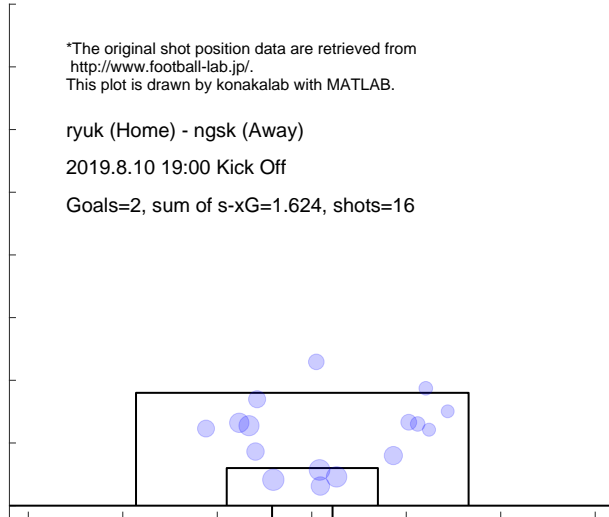 *The original shot position data are retrieved from
http://www.football-lab.jp/.
This plot is drawn by konakalab with MATLAB.
ryuk (Home) - ngsk (Away)
2019.8.10 19:00 Kick Off
Goals=2, sum of s-xG=1.624, shots=16